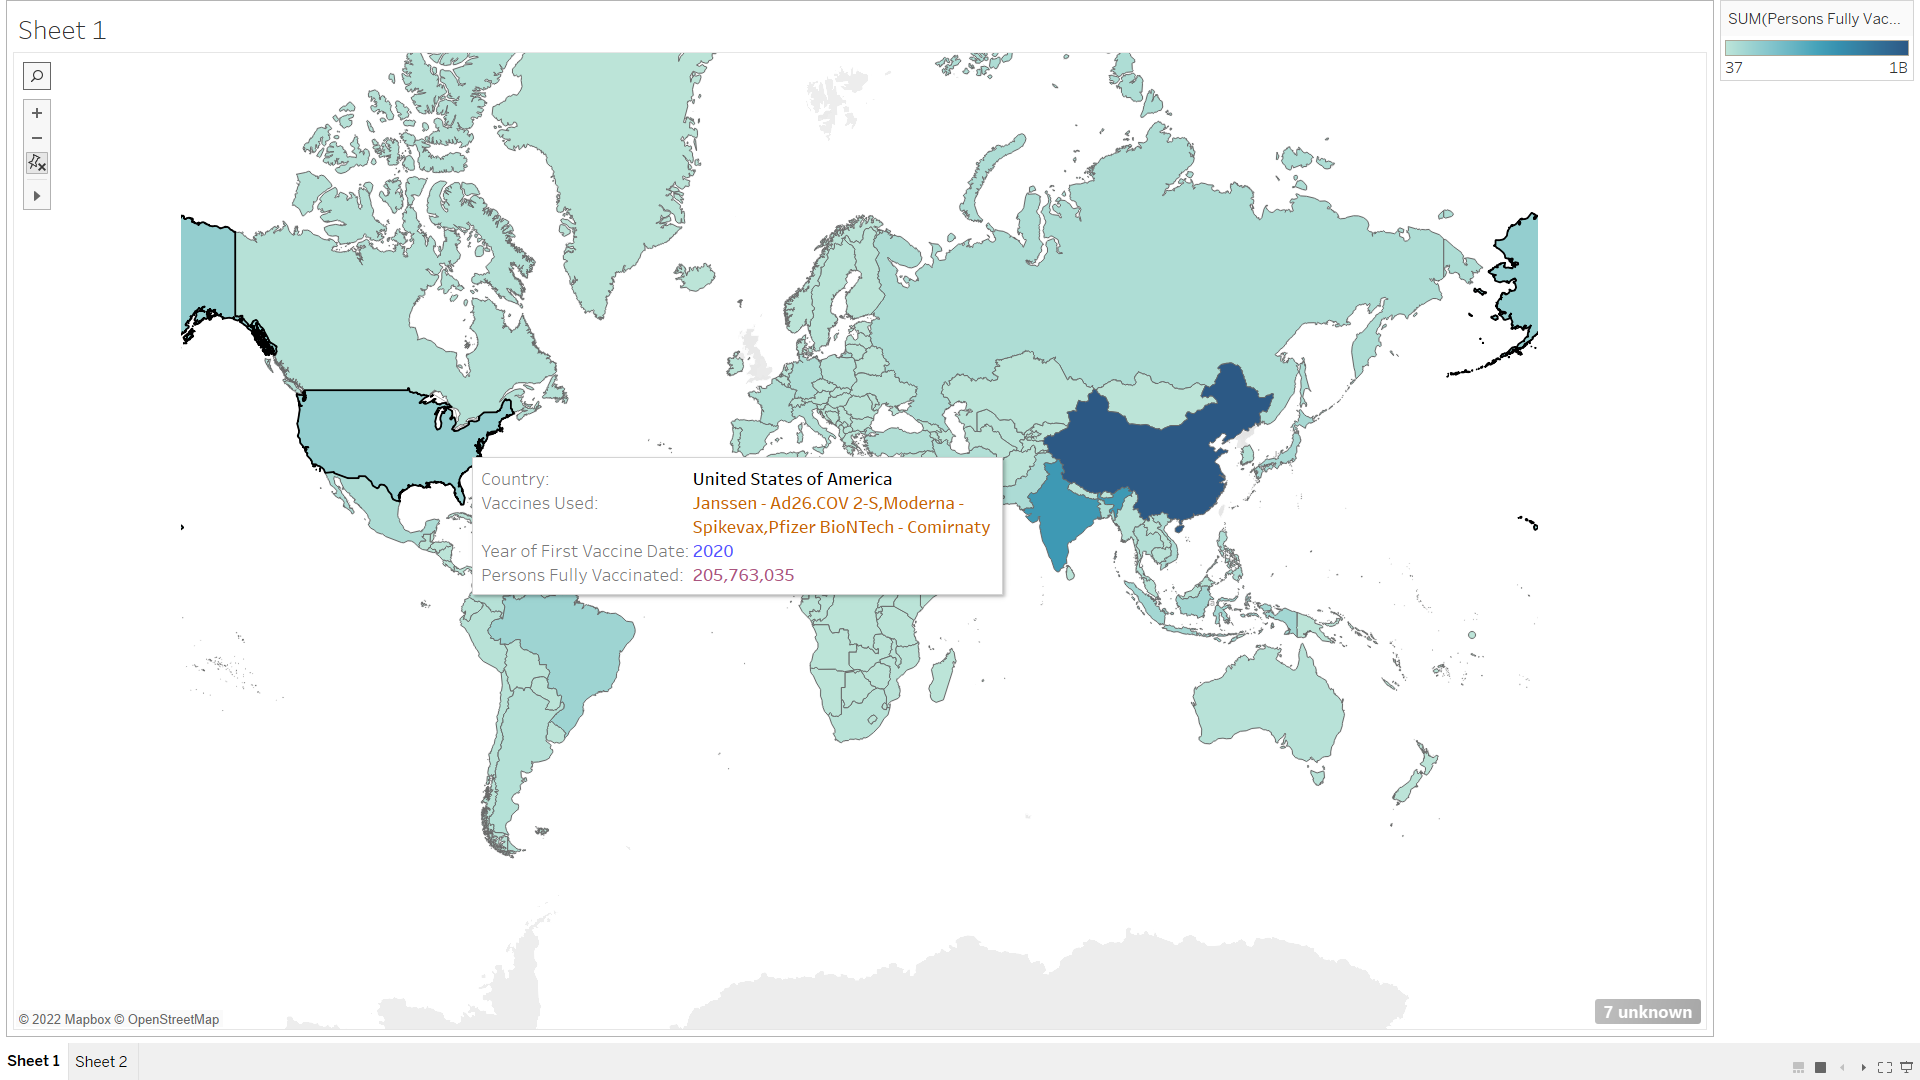 Sheet 1
SUM(Persons Fully Vac...
37 1B
Country: United States of America
Vaccines Used: Janssen - Ad26.COV 2-S,Moderna -
Spikevax,Pfizer BioNTech - Comirnaty
Year of First Vaccine Date: 2020
Persons Fully Vaccinated: 205,763,035
© 2022 Mapbox © OpenStreetMap
7 unknown
Sheet 1 Sheet 2